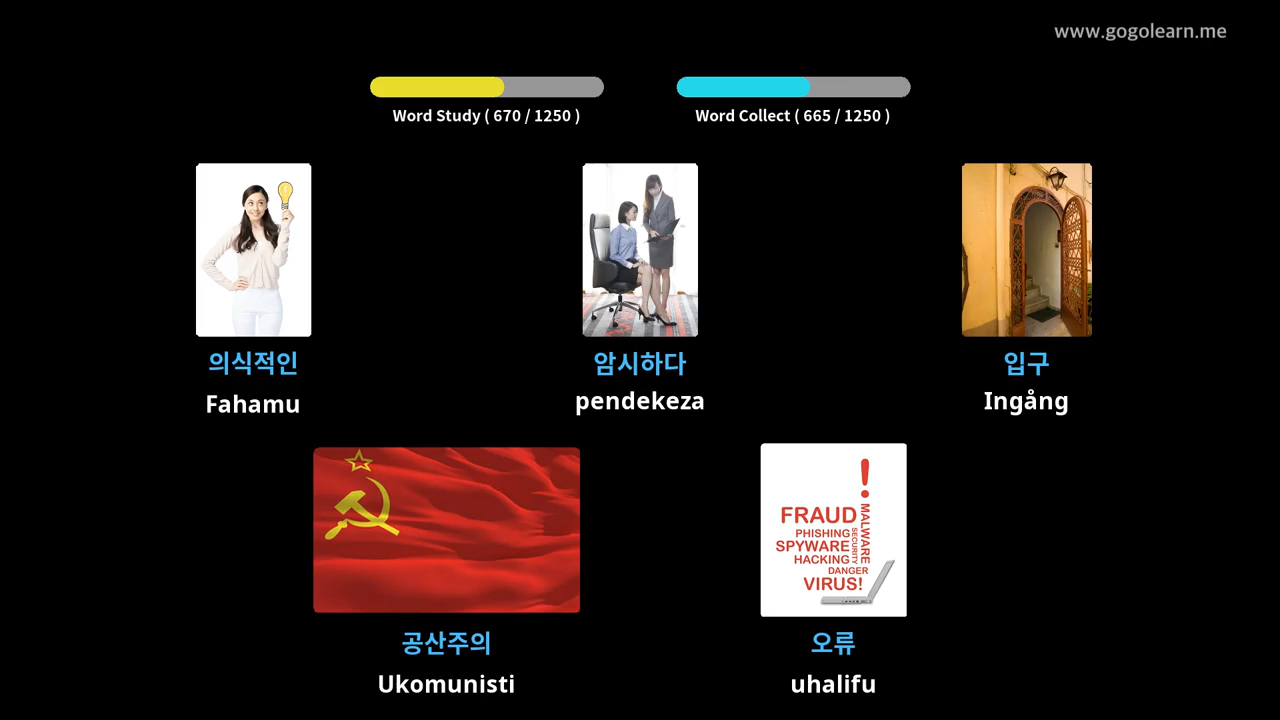 www.gogolearn.me
Word Study ( 670 / 1250 )
Word Collect ( 665 / 1250 )
의식적인
Fahamu
암시하다
pendekeza
입구
Ingång
공산주의
Ukomunisti
!
FRAUD
PHISHING
SPYWARE
HACKING
DANGER
VIRUS!
SECURITY
MALWARE
오류
uhalifu